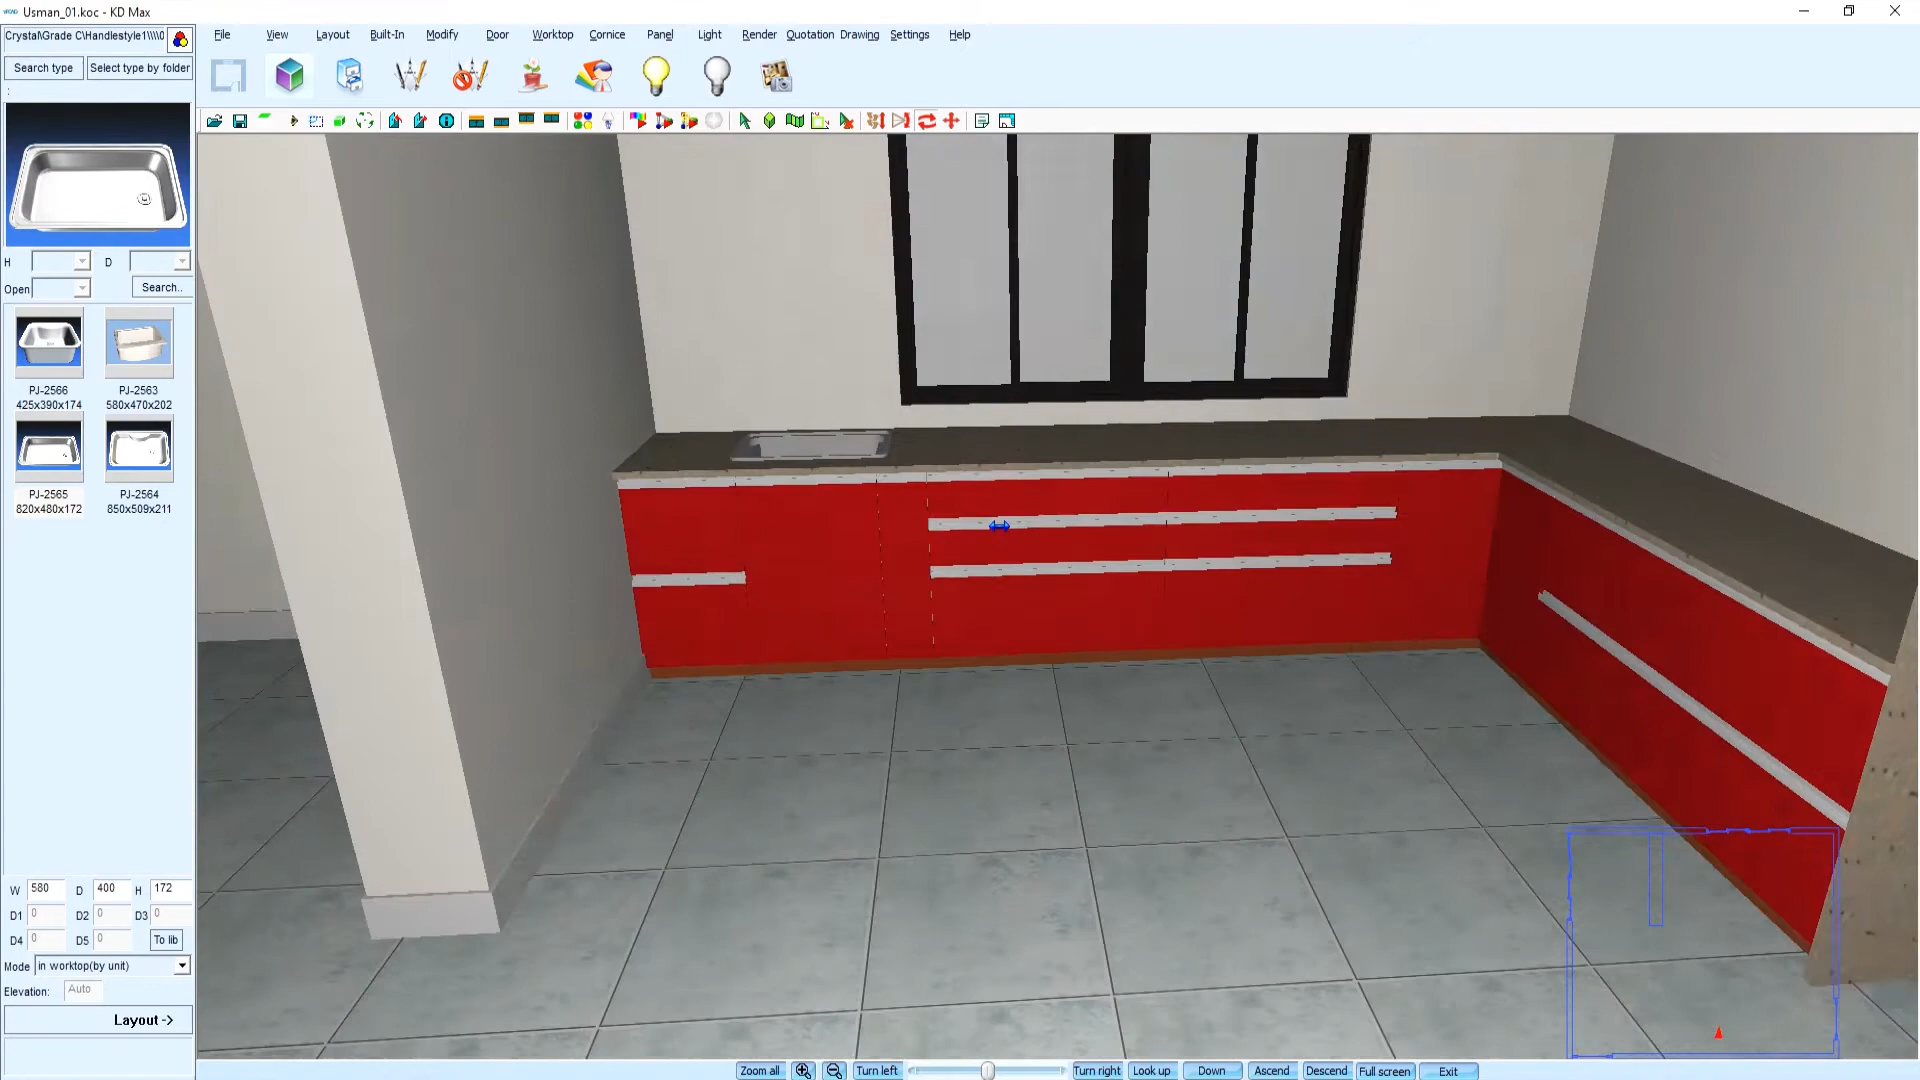 Usman_01.koc - KD Max
Crystal\Grade C\Handlestyle1\\\\0
File View Layout Built-In Modify Door Worktop Cornice Panel Light Render Quotation Drawing Settings Help
Search type Select type by folder
:
H D
Open Search..
PJ-2566 PJ-2563
425x390x174 580x470x202
PJ-2565 PJ-2564
820x480x172 850x509x211
W 580 D 400 H 172
D1 0 D2 0 D3 0
D4 0 D5 0 To lib
Mode in worktop(by unit)
Elevation: Auto
Layout ->
Zoom all Turn left Turn right Look up Down Ascend Descend Full screen Exit